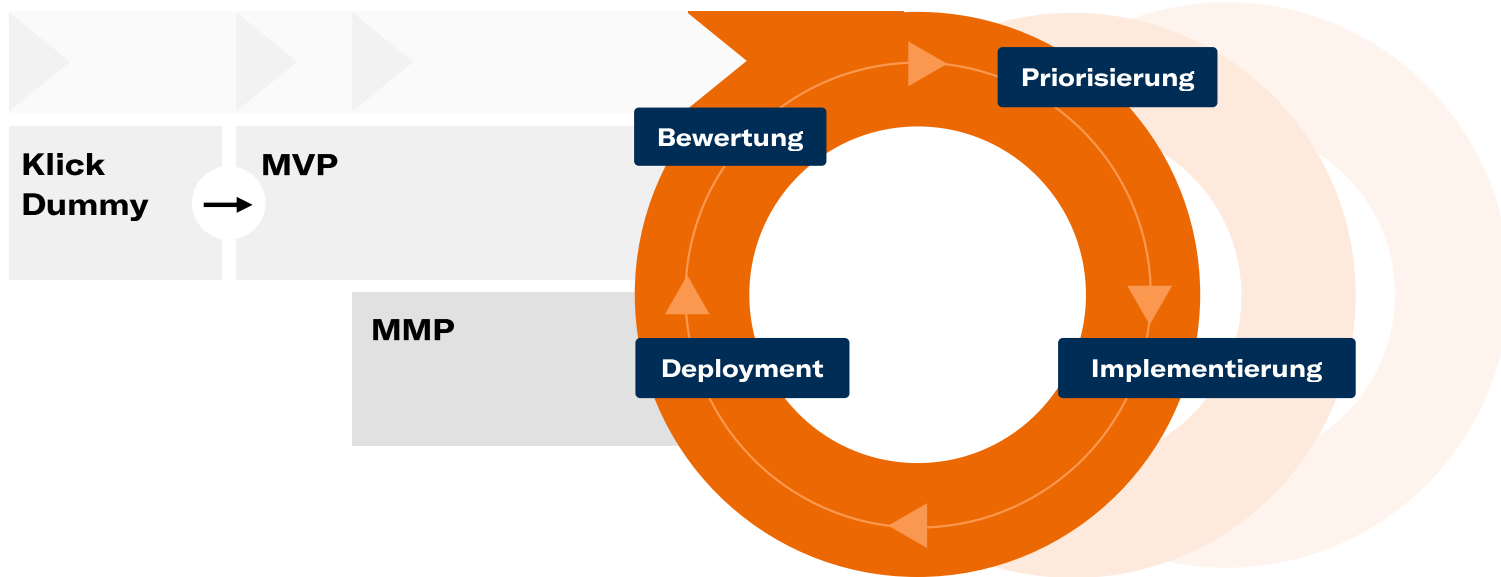 Klick
Dummy
MVP
MMP
Bewertung
Priorisierung
Deployment
Implementierung